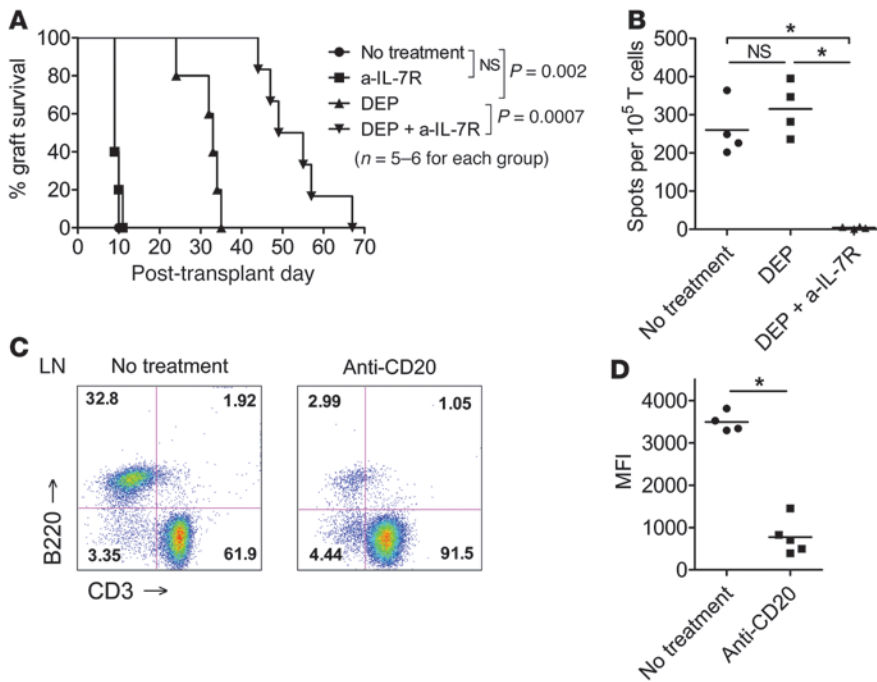 A
% graft survival
100
80
60
40
20
0
0 10 20 30 40 50 60 70
Post-transplant day
No treatment
a-IL-7R
DEP
DEP + a-IL-7R
NS
P = 0.002
P = 0.0007
(n = 5–6 for each group)
B
Spots per 10⁵ T cells
500
400
300
200
100
0
*
NS *
No treatment
DEP
DEP + a-IL-7R
C
LN No treatment Anti-CD20
32.8 1.92 2.99 1.05
3.35 61.9 4.44 91.5
B220 →
CD3 →
D
MFI
4000
3000
2000
1000
0
*
No treatment
Anti-CD20